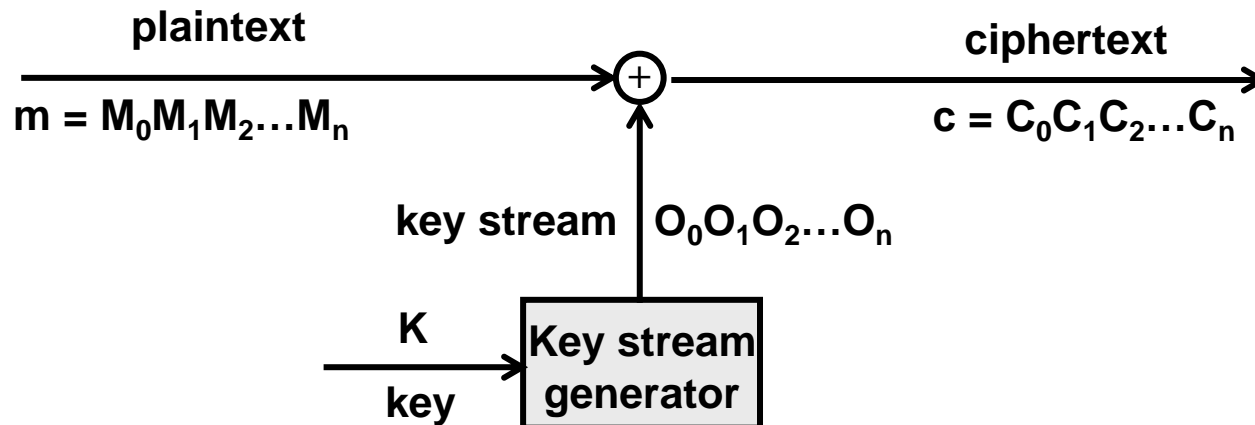 plaintext
ciphertext
+
m = M₀M₁M₂…Mₙ
c = C₀C₁C₂…Cₙ
key stream
O₀O₁O₂…Oₙ
K
key
Key stream
generator